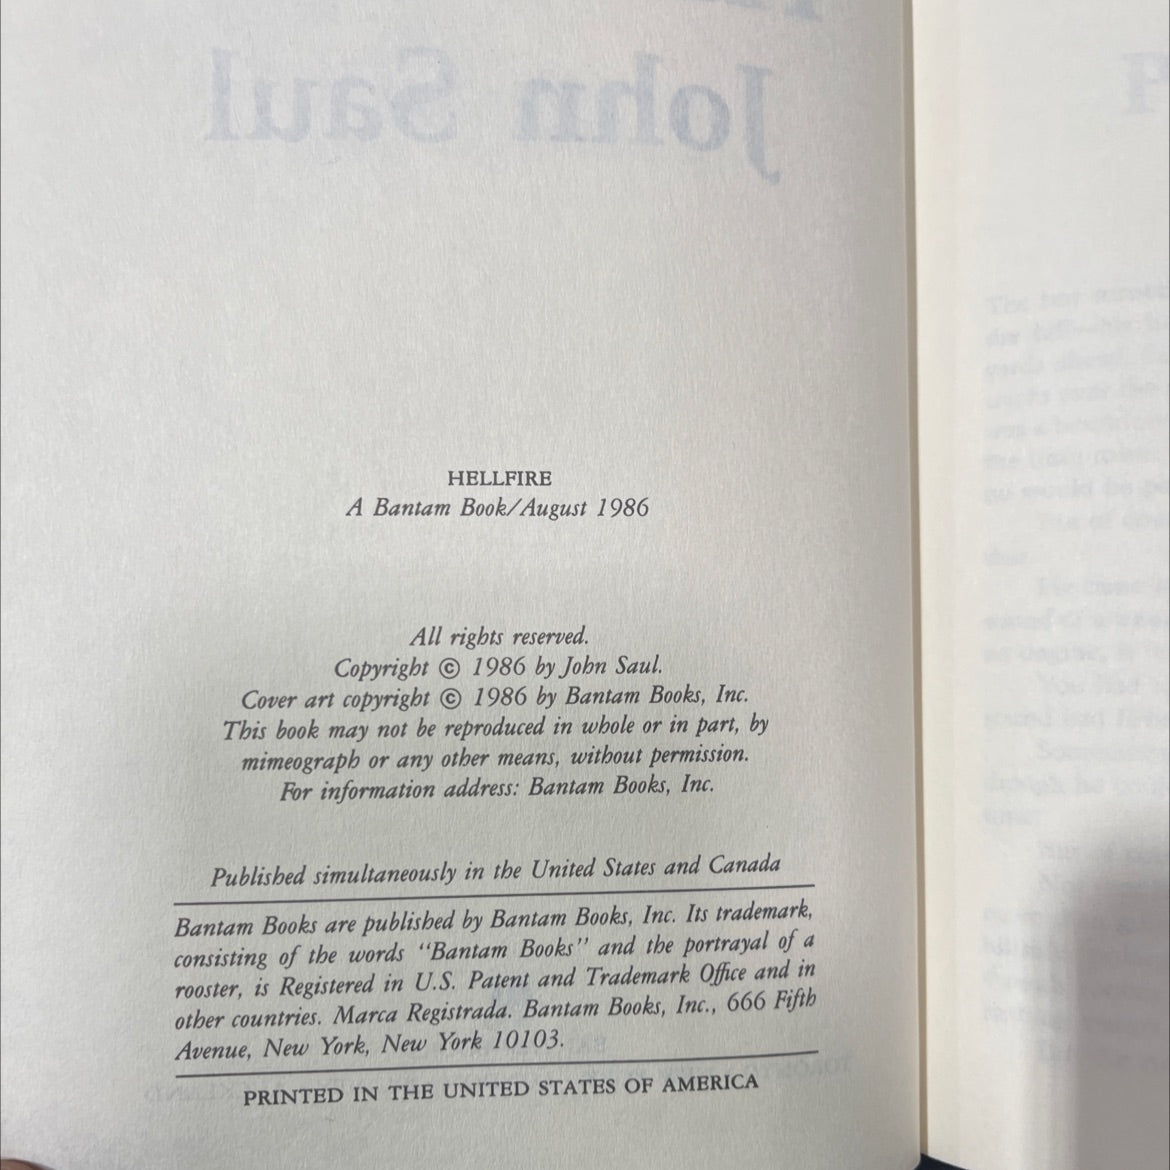 John Saul
HELLFIRE
A Bantam Book/August 1986
All rights reserved.
Copyright © 1986 by John Saul.
Cover art copyright © 1986 by Bantam Books, Inc.
This book may not be reproduced in whole or in part, by
mimeograph or any other means, without permission.
For information address: Bantam Books, Inc.
Published simultaneously in the United States and Canada
Bantam Books are published by Bantam Books, Inc. Its trademark,
consisting of the words “Bantam Books” and the portrayal of a
rooster, is Registered in U.S. Patent and Trademark Office and in
other countries. Marca Registrada. Bantam Books, Inc., 666 Fifth
Avenue, New York, New York 10103.
PRINTED IN THE UNITED STATES OF AMERICA